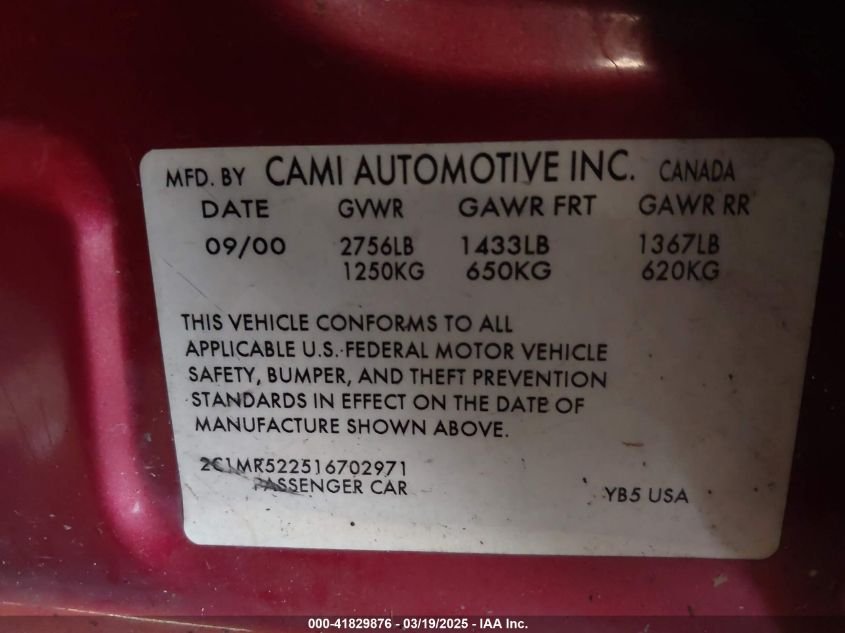 MFD. BY CAMI AUTOMOTIVE INC. CANADA
DATE GVWR GAWR FRT GAWR RR
09/00 2756LB 1433LB 1367LB
1250KG 650KG 620KG
THIS VEHICLE CONFORMS TO ALL
APPLICABLE U.S. FEDERAL MOTOR VEHICLE
SAFETY, BUMPER, AND THEFT PREVENTION
STANDARDS IN EFFECT ON THE DATE OF
MANUFACTURE SHOWN ABOVE.
2C1MR522516702971
PASSENGER CAR YB5 USA
000-41829876 - 03/19/2025 - IAA Inc.